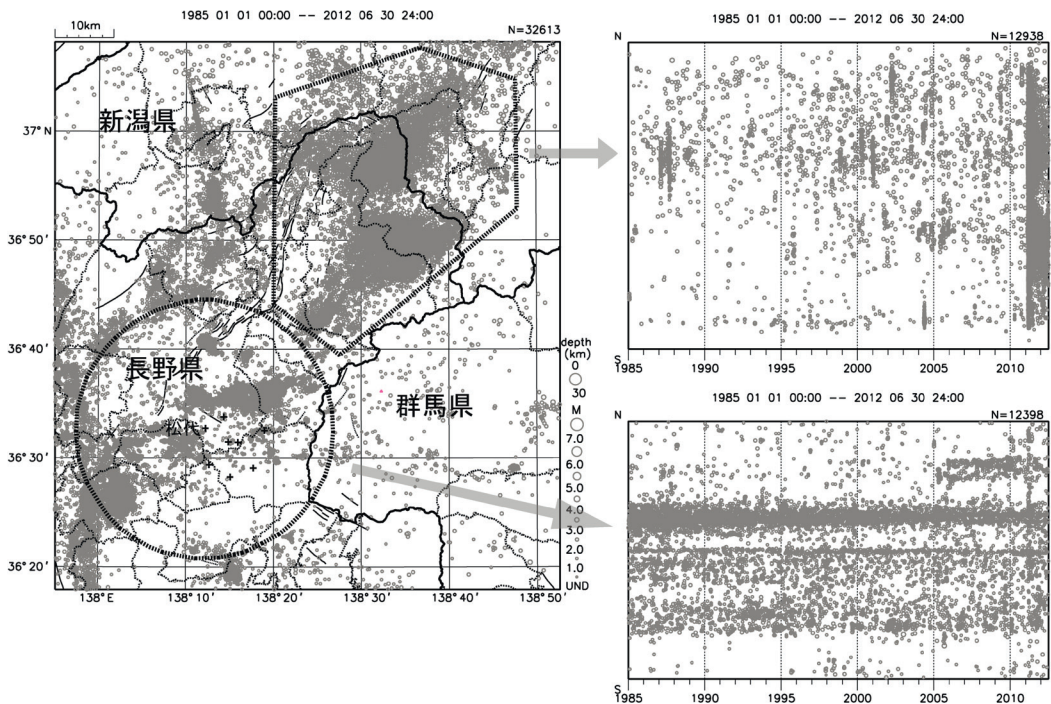 1985 01 01 00:00 -- 2012 06 30 24:00
10km
N=32613
新潟県
37°N
36°50′
36°40′
36°30′
36°20′
長野県
松代
群馬県
138°E
138°10′
138°20′
138°30′
138°40′
138°50′
depth
(km)
0
30
M
7.0
6.0
5.0
4.0
3.0
2.0
1.0
UND
1985 01 01 00:00 -- 2012 06 30 24:00
N
N=12938
S
1985
1990
1995
2000
2005
2010
1985 01 01 00:00 -- 2012 06 30 24:00
N
N=12398
S
1985
1990
1995
2000
2005
2010